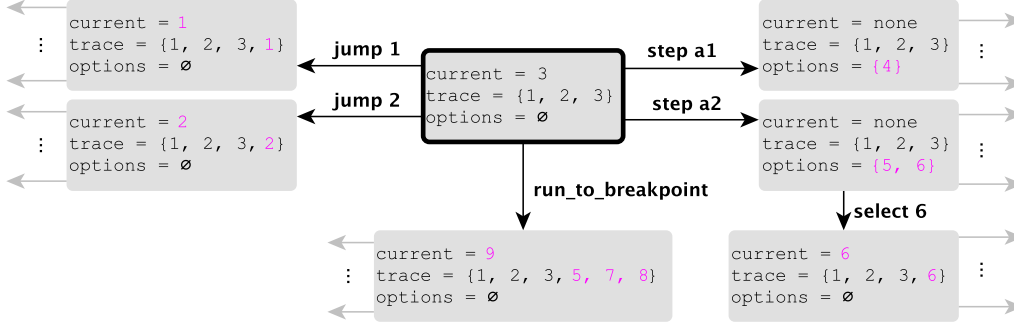 current = 1
trace = {1, 2, 3, 1}
options = ∅
jump 1
current = 3
trace = {1, 2, 3}
options = ∅
step a1
current = none
trace = {1, 2, 3}
options = {4}
current = 2
trace = {1, 2, 3, 2}
options = ∅
jump 2
step a2
current = none
trace = {1, 2, 3}
options = {5, 6}
run_to_breakpoint
select 6
current = 9
trace = {1, 2, 3, 5, 7, 8}
options = ∅
current = 6
trace = {1, 2, 3, 6}
options = ∅